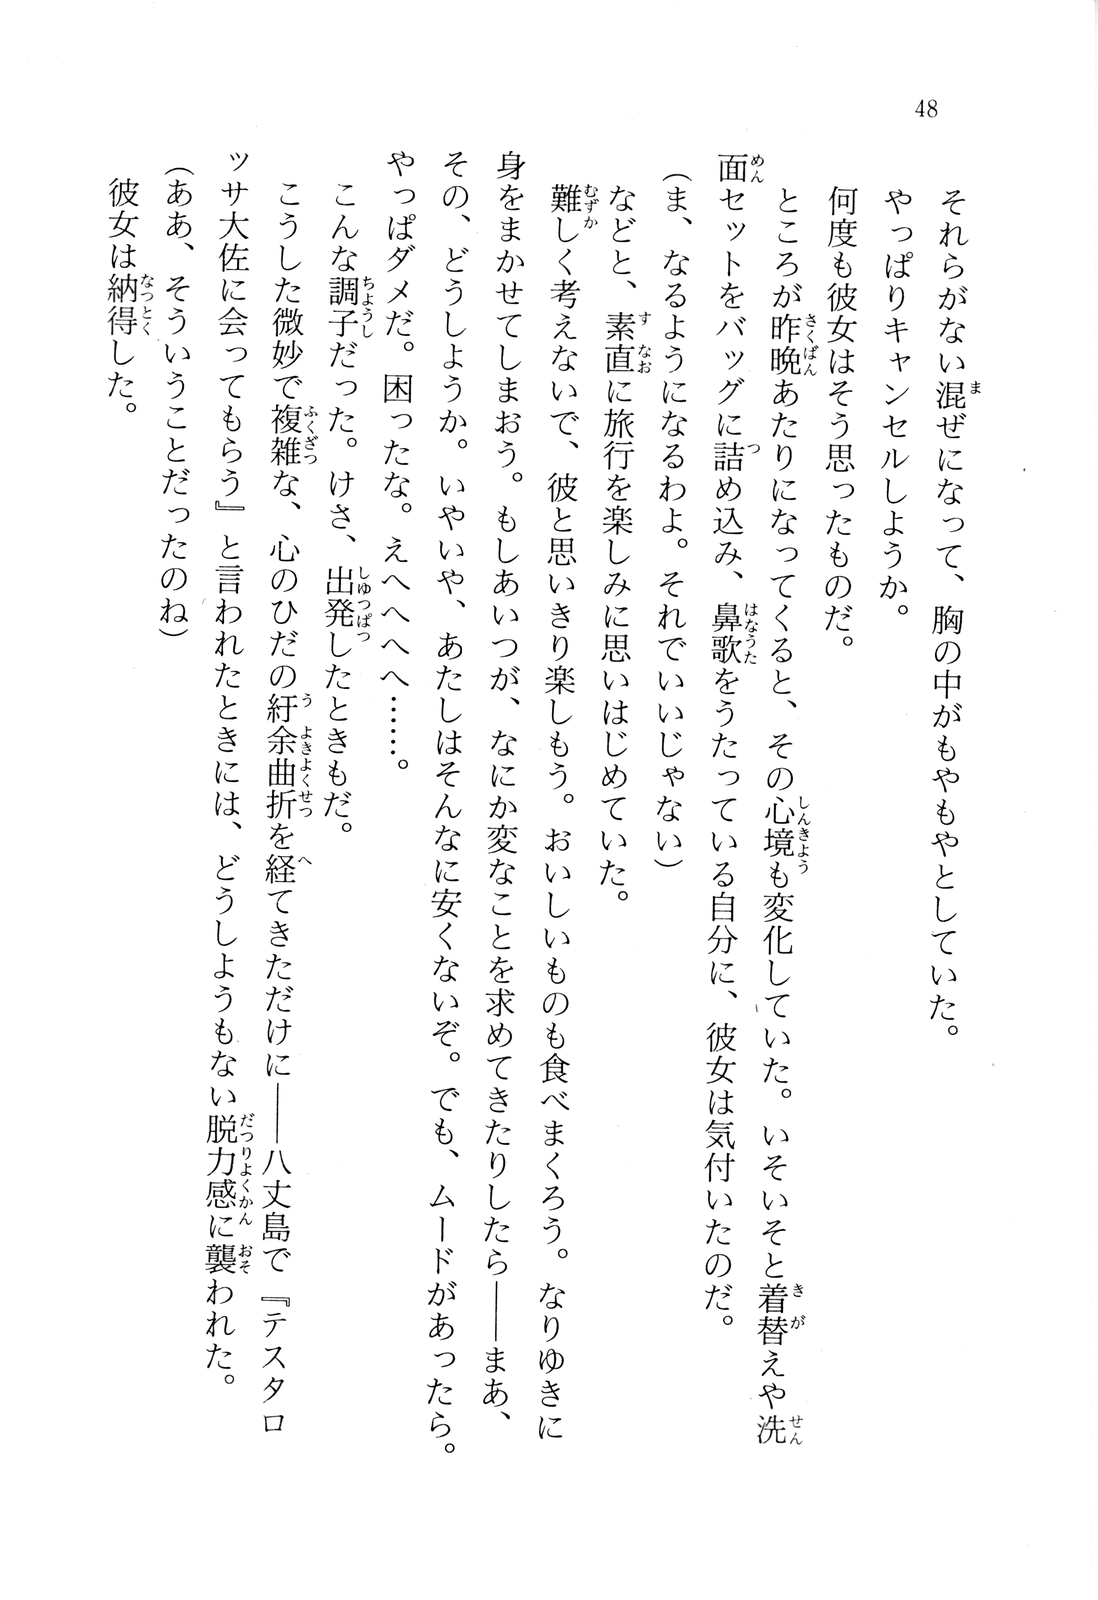 48
それらがない混ぜになって、胸の中がもやもやとしていた。
やっぱりキャンセルしようか。
何度も彼女はそう思ったものだ。
ところが昨晩あたりになってくると、その心境も変化していた。いそいそと着替えや洗
面セットをバッグに詰め込み、鼻歌をうたっている自分に、彼女は気付いたのだ。
（ま、なるようになるわよ。それでいいじゃない）
などと、素直に旅行を楽しみに思いはじめていた。
難しく考えないで、彼と思いきり楽しもう。おいしいものも食べまくろう。なりゆきに
身をまかせてしまおう。もしあいつが、なにか変なことを求めてきたりしたら――まあ、
その、どうしようか。いやいや、あたしはそんなに安くないぞ。でも、ムードがあったら。
やっぱダメだ。困ったな。えへへへへ……。
こんな調子だった。けさ、出発したときもだ。
こうした微妙で複雑な、心のひだの紆余曲折を経てきただけに――八丈島で『テスタロ
ッサ大佐に会ってもらう』と言われたときには、どうしようもない脱力感に襲われた。
（ああ、そういうことだったのね）
彼女は納得した。